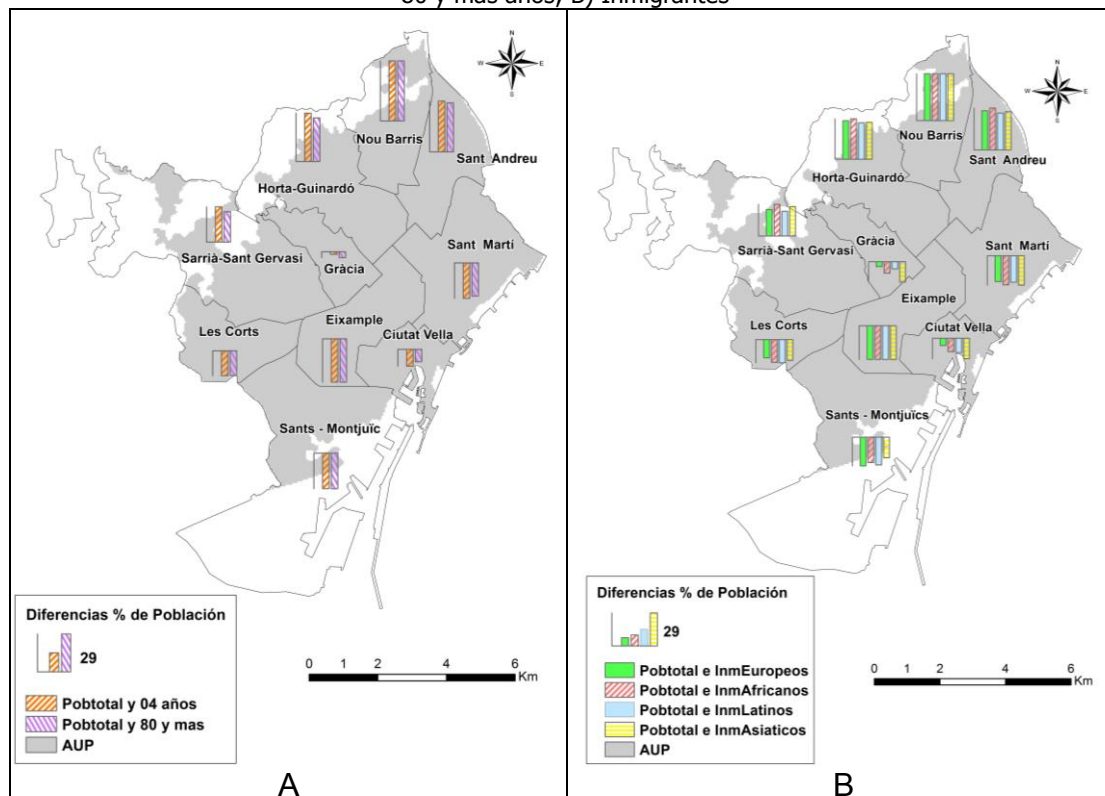 80 y mas años, B) Inmigrantes
N
W E
S
Nou Barris
Sant Andreu
Horta-Guinardó
Sarrià-Sant Gervasi
Gràcia
Sant Martí
Les Corts
Eixample
Ciutat Vella
Sants - Montjuïc
Diferencias % de Población
29
Pobtotal y 04 años
Pobtotal y 80 y mas
AUP
0 1 2 4 6
Km
A
N
W E
S
Nou Barris
Sant Andreu
Horta-Guinardó
Sarrià-Sant Gervasi
Gràcia
Sant Martí
Eixample
Les Corts
Ciutat Vella
Sants - Montjuïcs
Diferencias % de Población
29
Pobtotal e InmEuropeos
Pobtotal e InmAfricanos
Pobtotal e InmLatinos
Pobtotal e InmAsiaticos
AUP
0 1 2 4 6
Km
B